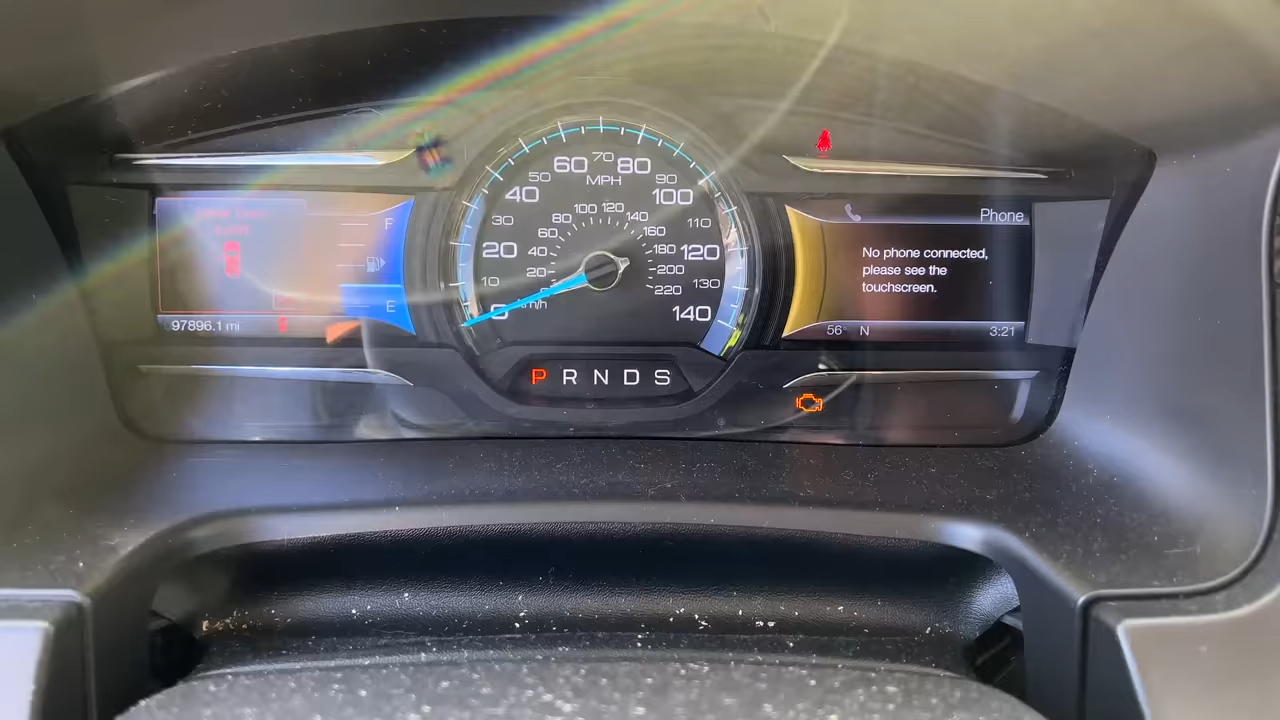 F
E
97896.1 mi
0
10
20
30
40
50
60
70
80
90
100
110
120
130
140
MPH
20
40
60
80
100
120
140
160
180
200
220
km/h
P R N D S
Phone
No phone connected,
please see the
touchscreen.
56° N 3:21